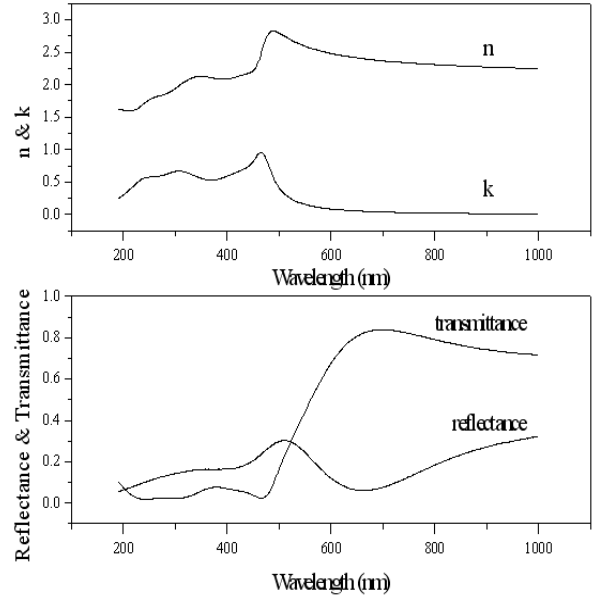 3.0
2.5
2.0
1.5
1.0
0.5
0.0
n & k
n
k
200 400 600 800 1000
Wavelength (nm)
1.0
0.8
0.6
0.4
0.2
0.0
Reflectance & Transmittance
transmittance
reflectance
200 400 600 800 1000
Wavelength (nm)